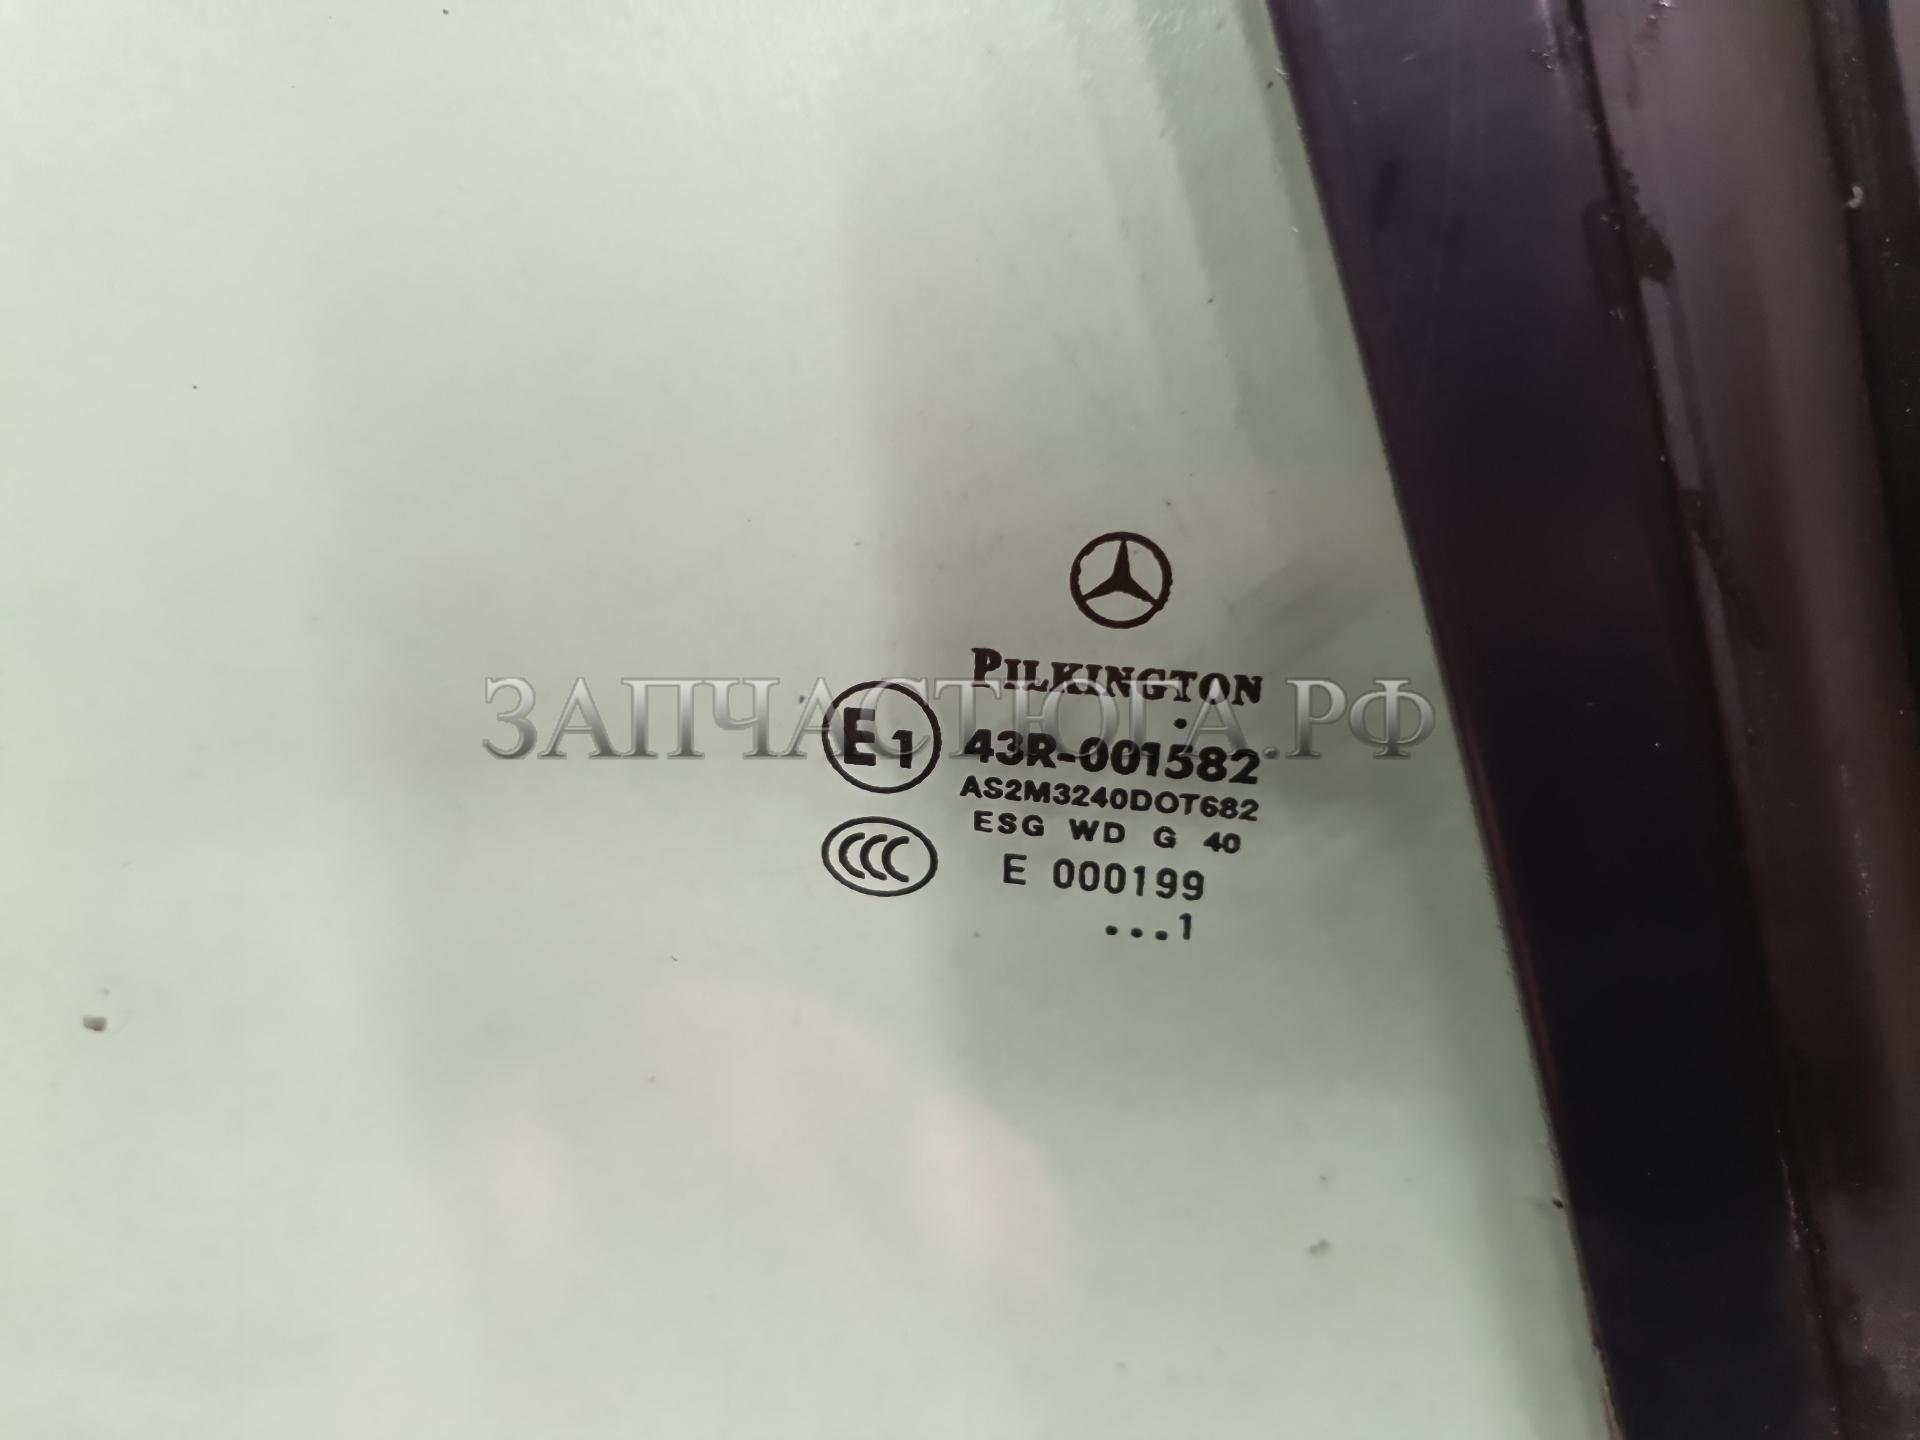 PILKINGTON
ЗАПЧАСТЮГА.РФ
E1 43R-001582
AS2M3240DOT682
ESG WD G 40
CCC E 000199
...1